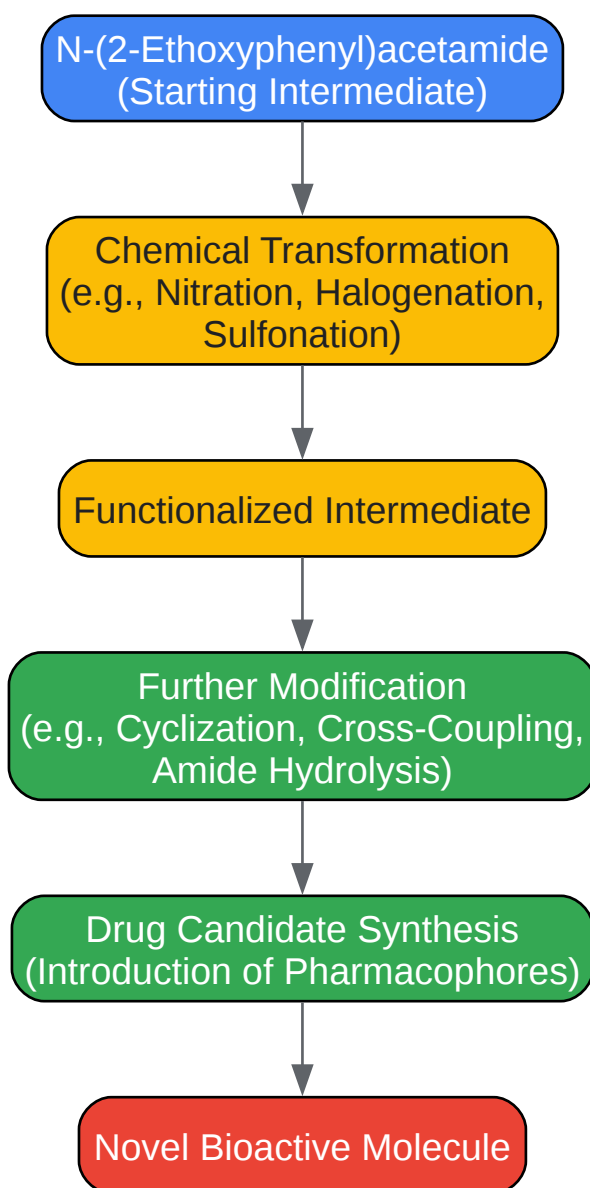 N-(2-Ethoxyphenyl)acetamide
(Starting Intermediate)
Chemical Transformation
(e.g., Nitration, Halogenation,
Sulfonation)
Functionalized Intermediate
Further Modification
(e.g., Cyclization, Cross-Coupling,
Amide Hydrolysis)
Drug Candidate Synthesis
(Introduction of Pharmacophores)
Novel Bioactive Molecule